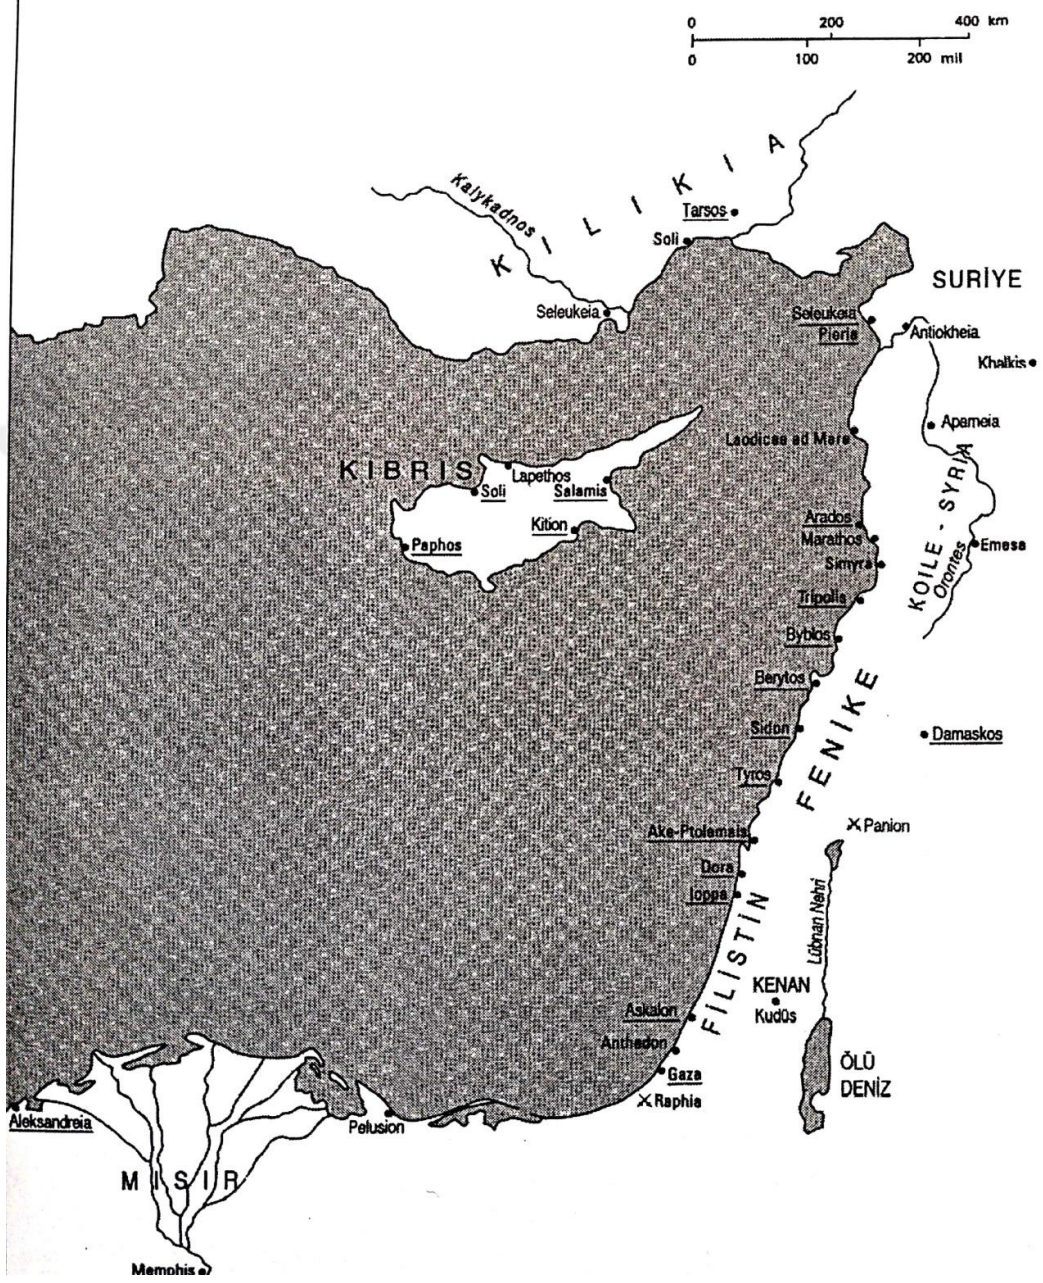 0 200 400 km
0 100 200 mil
KILIKIA
Kalykadnos
Tarsos
Soli
SURİYE
Seleukeia
Seleukeia
Pieria
Antiokheia
Khalkis
Apameia
Laodicea ad Mare
KIBRIS
Lapethos
Soli
Salamis
KOILE - SYRIA
Arados
Kition
Marathos
Paphos
Emesa
Simyra
Orontes
Tripolis
Byblos
Berytos
FENİKE
Sidon
Damaskos
Tyros
Panion
Ake-Ptolemais
Dora
Ioppa
Lübnan Nehri
FİLİSTİN
KENAN
Kudüs
Askalon
Anthedon
ÖLÜ
DENİZ
Gaza
Raphia
Aleksandreia
Pelusion
MISIR
Memphis